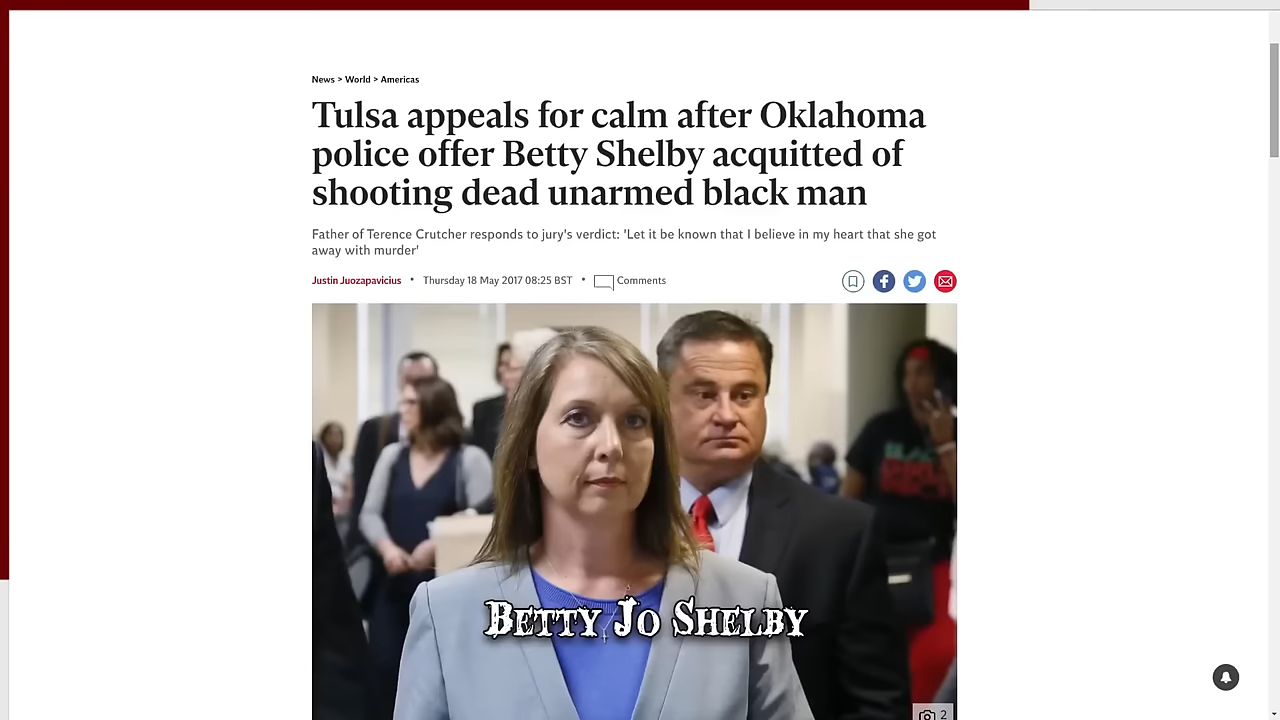 News > World > Americas
Tulsa appeals for calm after Oklahoma
police offer Betty Shelby acquitted of
shooting dead unarmed black man
Father of Terence Crutcher responds to jury's verdict: 'Let it be known that I believe in my heart that she got
away with murder'
Justin Juozapavicius • Thursday 18 May 2017 08:25 BST • Comments
Betty Jo Shelby
2